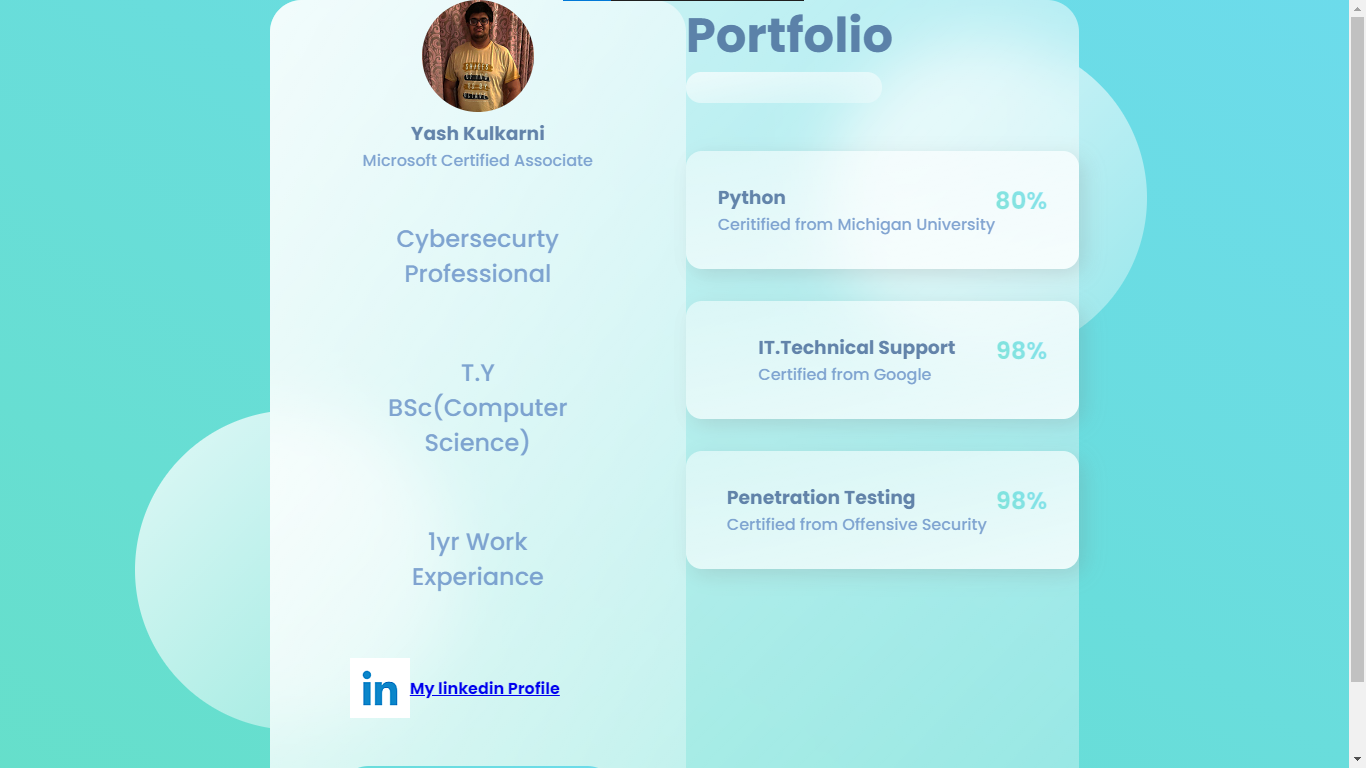 Yash Kulkarni
Microsoft Certified Associate
Cybersecurty
Professional
T.Y
BSc(Computer
Science)
1yr Work
Experiance
in
My linkedin Profile
Portfolio
Python
80%
Ceritified from Michigan University
IT.Technical Support
98%
Certified from Google
Penetration Testing
98%
Certified from Offensive Security